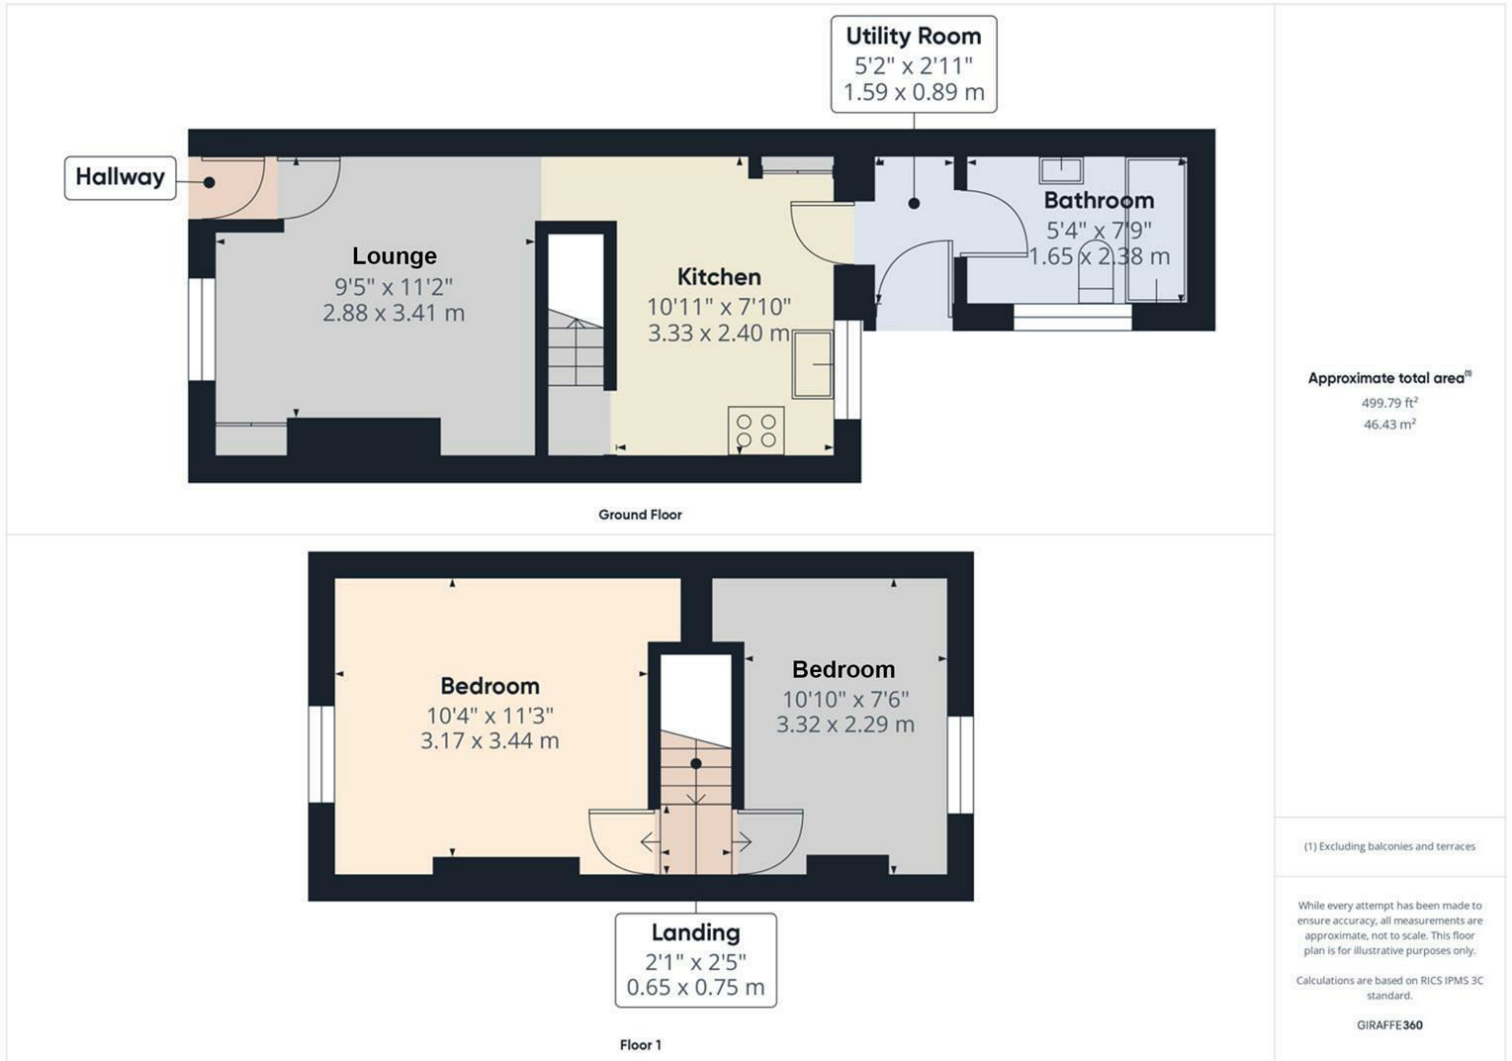 Utility Room
5'2" x 2'11"
1.59 x 0.89 m
Hallway
Lounge
9'5" x 11'2"
2.88 x 3.41 m
Kitchen
10'11" x 7'10"
3.33 x 2.40 m
Bathroom
5'4" x 7'9"
1.65 x 2.38 m
Ground Floor
Bedroom
10'4" x 11'3"
3.17 x 3.44 m
Bedroom
10'10" x 7'6"
3.32 x 2.29 m
Landing
2'1" x 2'5"
0.65 x 0.75 m
Floor 1
Approximate total area(1)
499.79 ft²
46.43 m²
(1) Excluding balconies and terraces
While every attempt has been made to
ensure accuracy, all measurements are
approximate, not to scale. This floor
plan is for illustrative purposes only.
Calculations are based on RICS IPMS 3C
standard.
GIRAFFE360